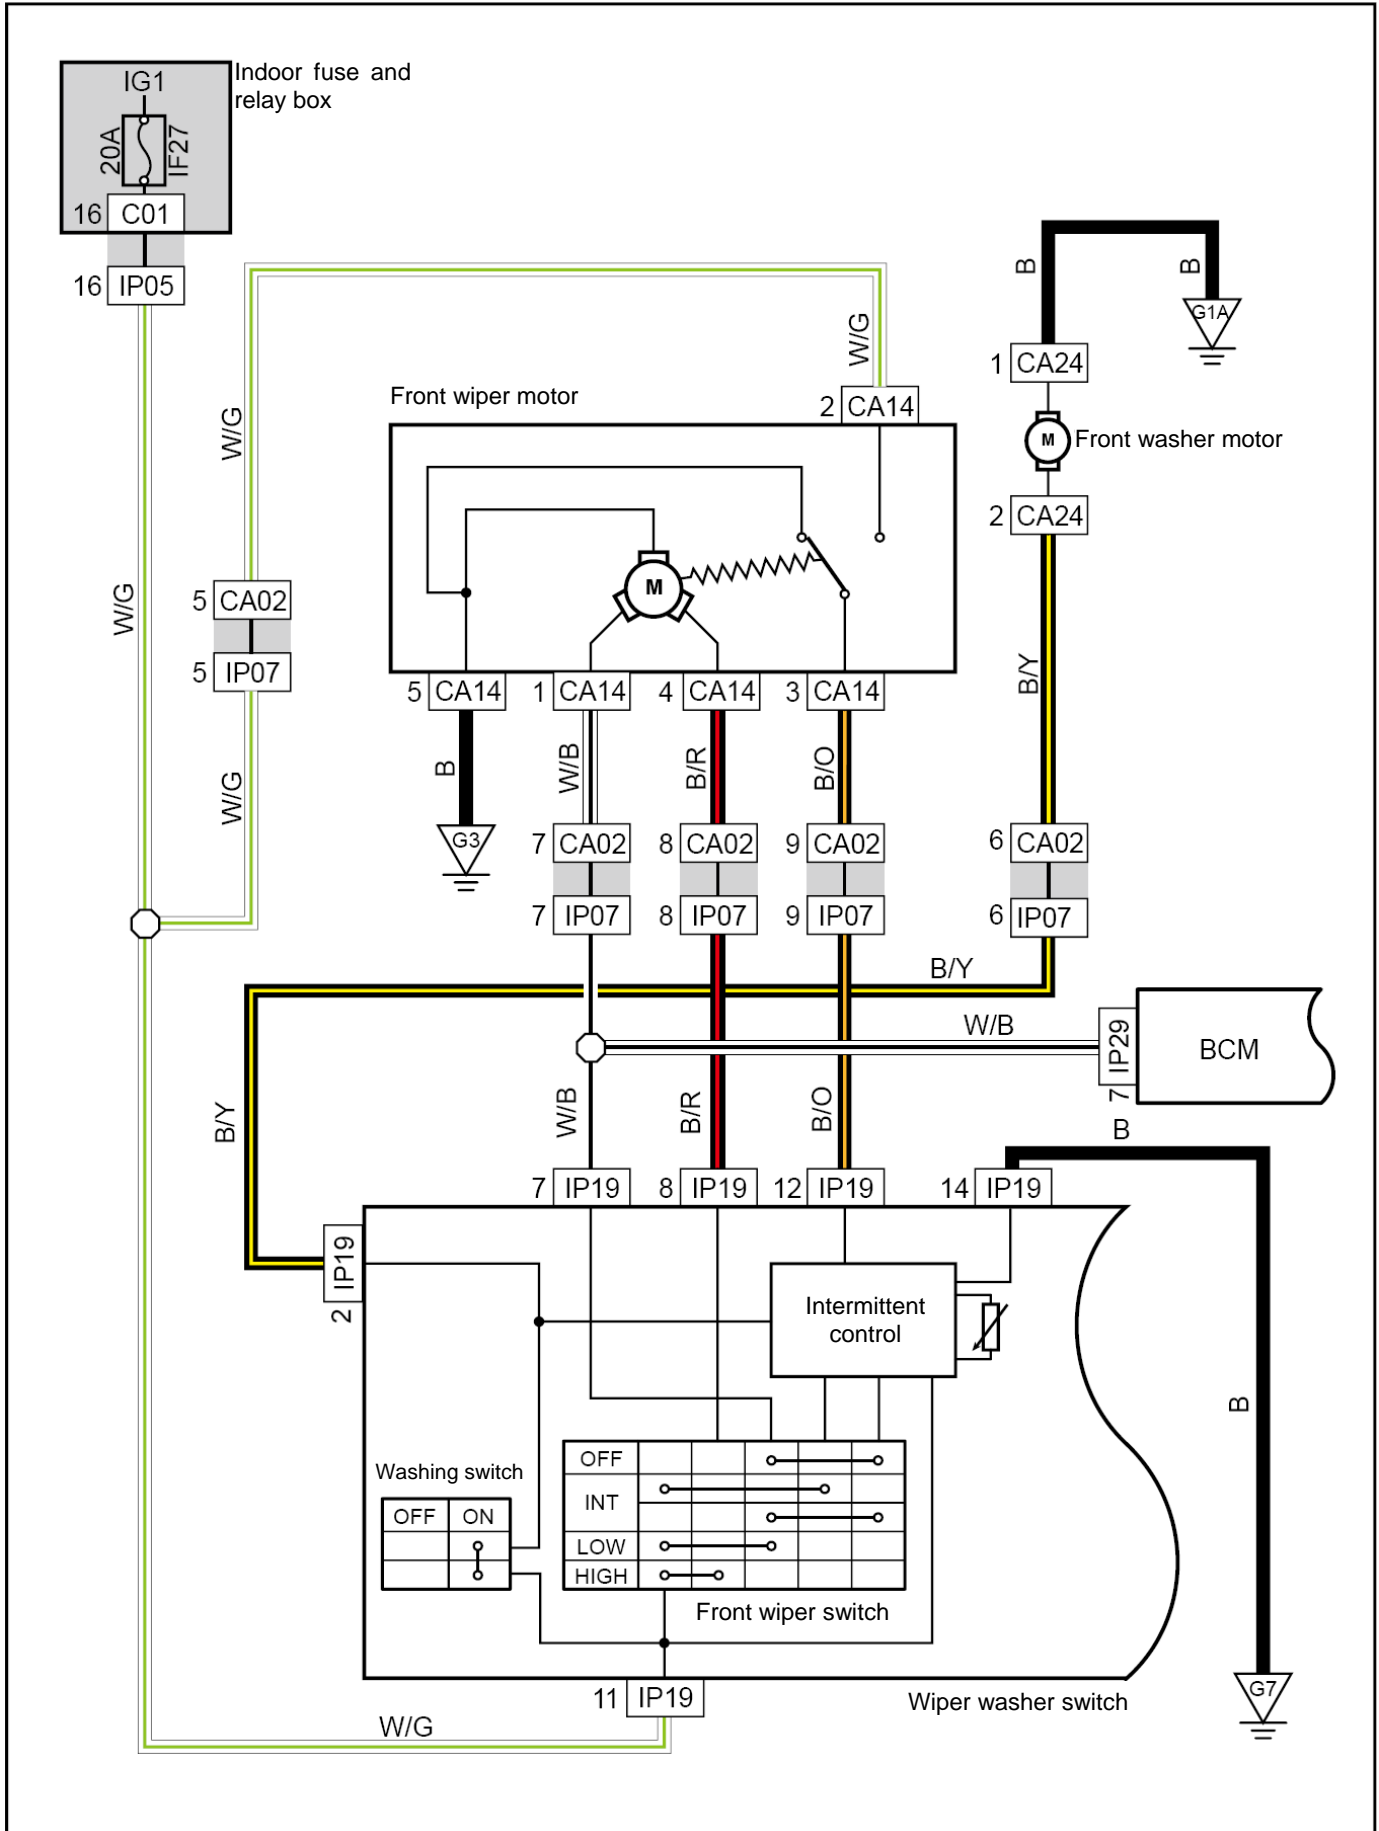 IG1
Indoor fuse and
relay box
20A
IF27
16 C01
16 IP05
B
B
G1A
W/G
1 CA24
Front wiper motor
2 CA14
M
Front washer motor
W/G
2 CA24
M
W/G
5 CA02
5 IP07
5 CA14
1 CA14
4 CA14
3 CA14
B/Y
B
W/B
B/R
B/O
W/G
G3
7 CA02
8 CA02
9 CA02
6 CA02
7 IP07
8 IP07
9 IP07
6 IP07
B/Y
W/B
7 IP29
BCM
B/Y
W/B
B/R
B/O
B
7 IP19
8 IP19
12 IP19
14 IP19
2 IP19
Intermittent
control
B
Washing switch
OFF
ON
OFF
INT
LOW
HIGH
Front wiper switch
11 IP19
Wiper washer switch
G7
W/G